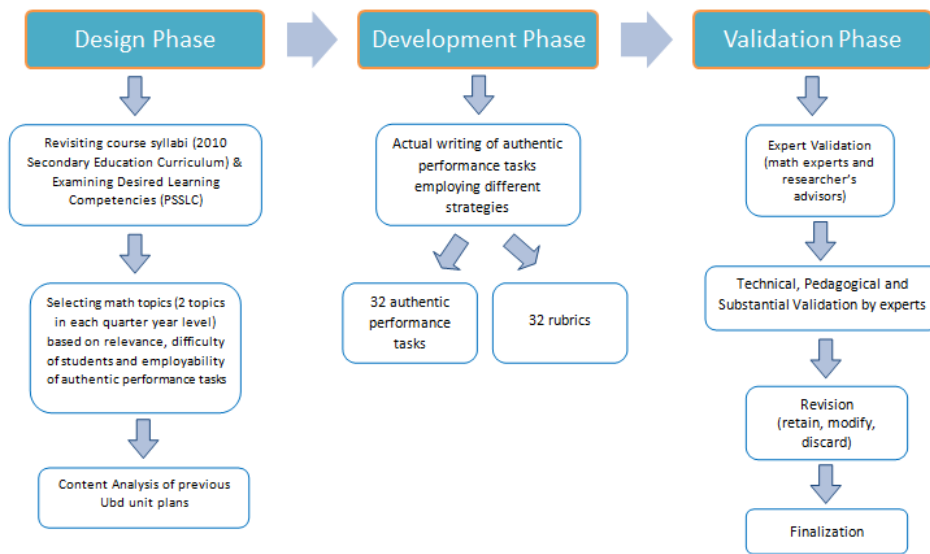 Design Phase
Development Phase
Validation Phase
Revisiting course syllabi (2010
Secondary Education Curriculum) &
Examining Desired Learning
Competencies (PSSLC)
Selecting math topics (2 topics
in each quarter year level)
based on relevance, difficulty
of students and employability
of authentic performance tasks
Content Analysis of previous
Ubd unit plans
Actual writing of authentic
performance tasks
employing different
strategies
32 authentic
performance
tasks
32 rubrics
Expert Validation
(math experts and
researcher's
advisors)
Technical, Pedagogical and
Substantial Validation by experts
Revision
(retain, modify,
discard)
Finalization